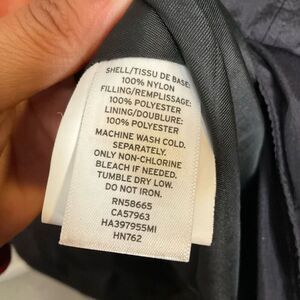 SHELL/TISSU DE BASE:
100% NYLON
FILLING/REMPLISSAGE:
100% POLYESTER
LINING/DOUBLURE:
100% POLYESTER
MACHINE WASH COLD.
SEPARATELY.
ONLY NON-CHLORINE
BLEACH IF NEEDED.
TUMBLE DRY LOW.
DO NOT IRON.
RN58665
CA57963
HA397955MI
HN762